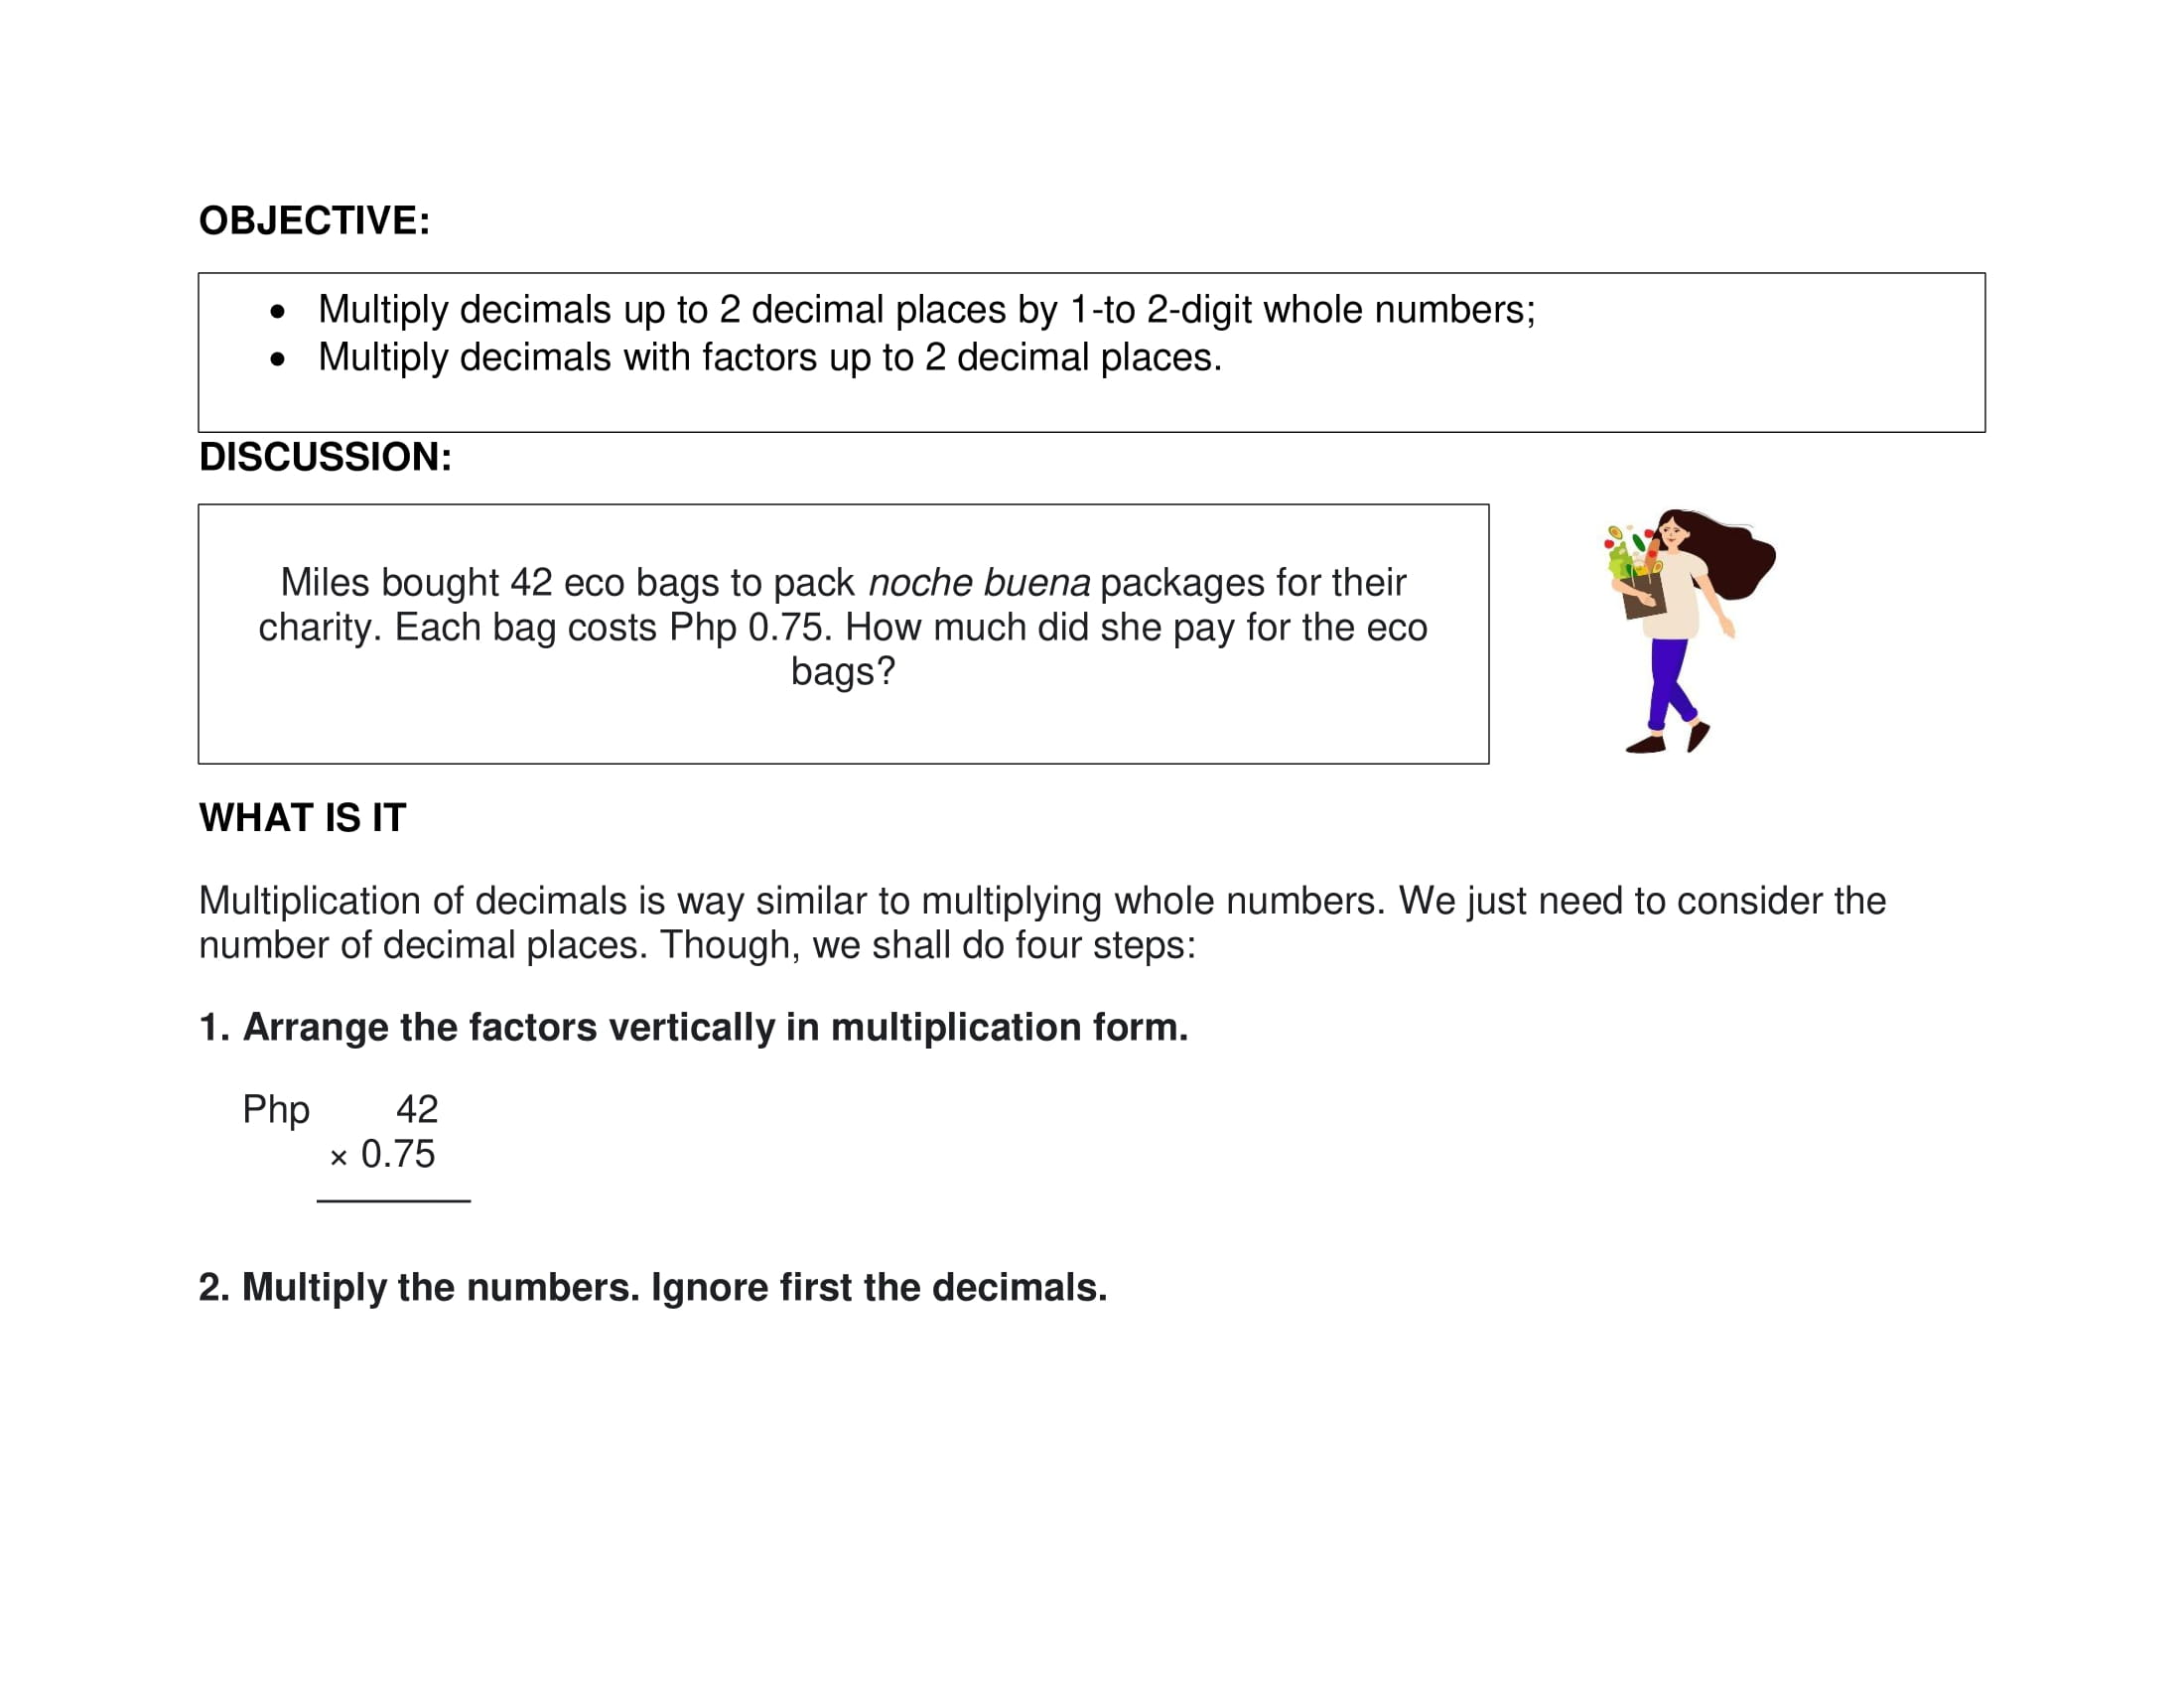 OBJECTIVE:
• Multiply decimals up to 2 decimal places by 1-to 2-digit whole numbers;
• Multiply decimals with factors up to 2 decimal places.
DISCUSSION:
Miles bought 42 eco bags to pack noche buena packages for their
charity. Each bag costs Php 0.75. How much did she pay for the eco
bags?
WHAT IS IT
Multiplication of decimals is way similar to multiplying whole numbers. We just need to consider the
number of decimal places. Though, we shall do four steps:
1. Arrange the factors vertically in multiplication form.
Php 42
× 0.75
2. Multiply the numbers. Ignore first the decimals.